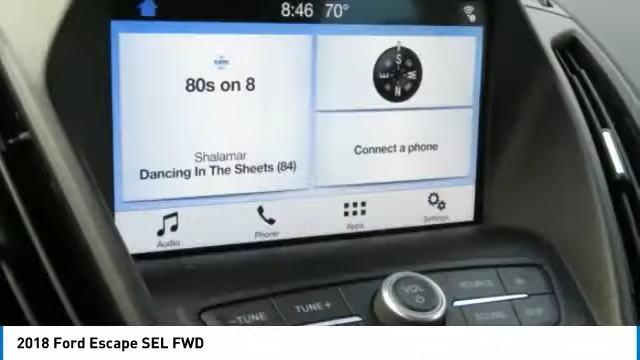 8:46 70°
80s on 8
Shalamar
Dancing In The Sheets (84)
S
E W
N
Connect a phone
Audio
Phone
Apps
Settings
-TUNE
TUNE+
VOL
SOURCE
SOUND
2018 Ford Escape SEL FWD